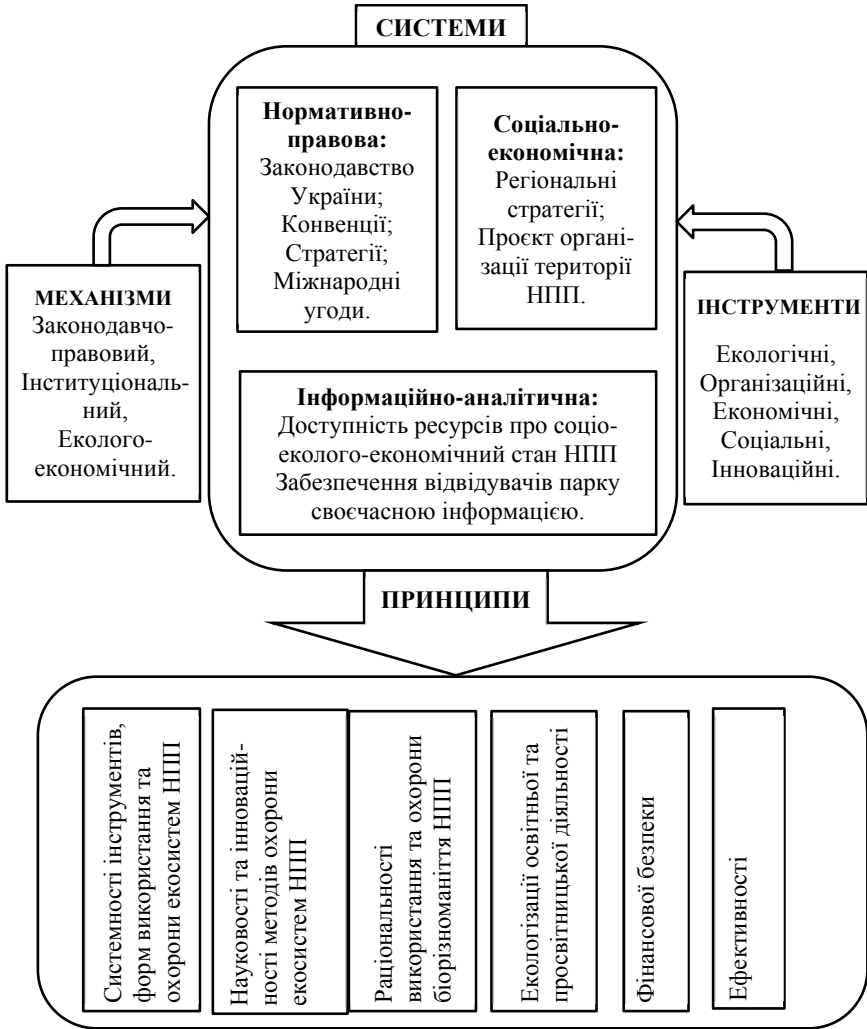 СИСТЕМИ
Нормативно-
правова:
Законодавство
України;
Конвенції;
Стратегії;
Міжнародні
угоди.
Соціально-
економічна:
Регіональні
стратегії;
Проєкт органі-
зації території
НПП.
МЕХАНІЗМИ
Законодавчо-
правовий,
Інституціональ-
ний,
Еколого-
економічний.
ІНСТРУМЕНТИ
Екологічні,
Організаційні,
Економічні,
Соціальні,
Інноваційні.
Інформаційно-аналітична:
Доступність ресурсів про соціо-
еколого-економічний стан НПП
Забезпечення відвідувачів парку
своєчасною інформацією.
ПРИНЦИПИ
Системності інструментів,
форм використання та
охорони екосистем НПП
Науковості та інновацій-
ності методів охорони
екосистем НПП
Раціональності
використання та охорони
біорізноманіття НПП
Екологізації освітньої та
просвітницької діяльності
Фінансової безпеки
Ефективності